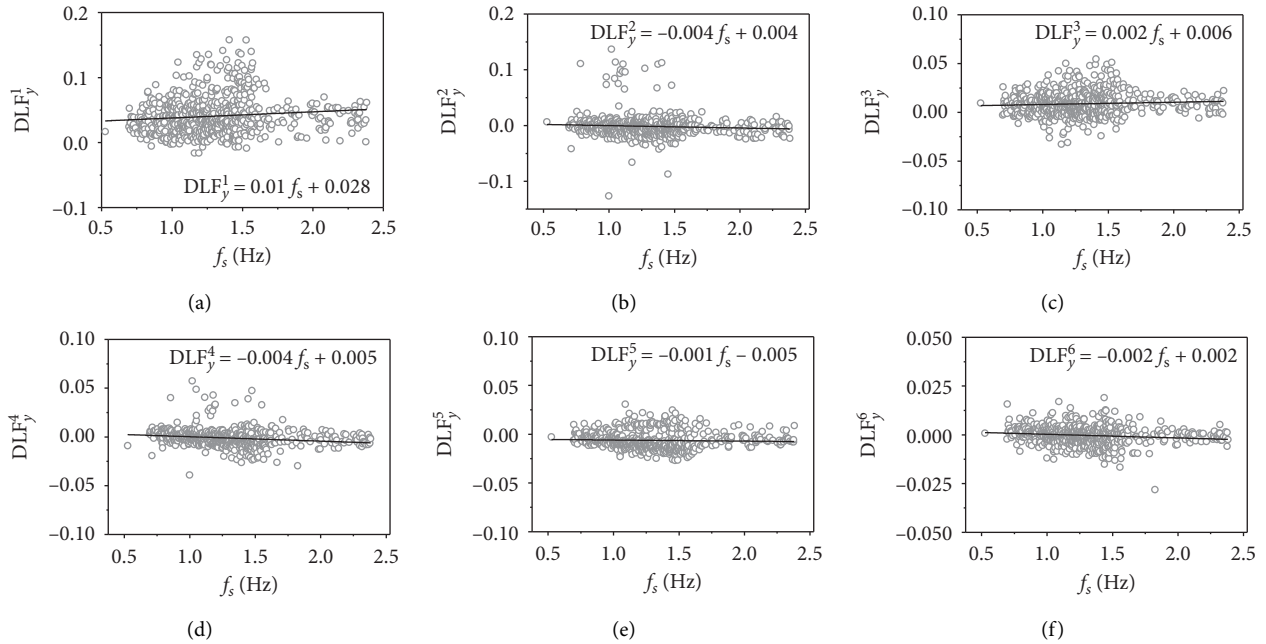 0.2
0.1
0.0
−0.1
DLF¹y
DLF¹y = 0.01 fs + 0.028
0.5 1.0 1.5 2.0 2.5
fs (Hz)
(a)
0.2
0.1
0.0
−0.1
DLF²y
DLF²y = −0.004 fs + 0.004
0.5 1.0 1.5 2.0 2.5
fs (Hz)
(b)
0.10
0.05
0.00
−0.05
−0.10
DLF³y
DLF³y = 0.002 fs + 0.006
0.5 1.0 1.5 2.0 2.5
fs (Hz)
(c)
0.10
0.05
0.00
−0.05
−0.10
DLF⁴y
DLF⁴y = −0.004 fs + 0.005
0.5 1.0 1.5 2.0 2.5
fs (Hz)
(d)
0.10
0.05
0.00
−0.05
−0.10
DLF⁵y
DLF⁵y = −0.001 fs − 0.005
0.5 1.0 1.5 2.0 2.5
fs (Hz)
(e)
0.050
0.025
0.000
−0.025
−0.050
DLF⁶y
DLF⁶y = −0.002 fs + 0.002
0.5 1.0 1.5 2.0 2.5
fs (Hz)
(f)